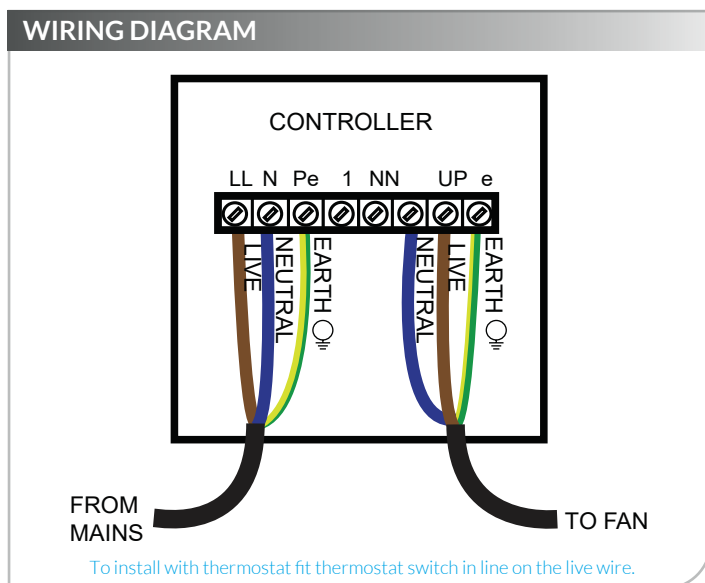 WIRING DIAGRAM
CONTROLLER
LL N Pe 1 NN UP e
LIVE
NEUTRAL
EARTH
NEUTRAL
LIVE
EARTH
FROM
MAINS
TO FAN
To install with thermostat fit thermostat switch in line on the live wire.